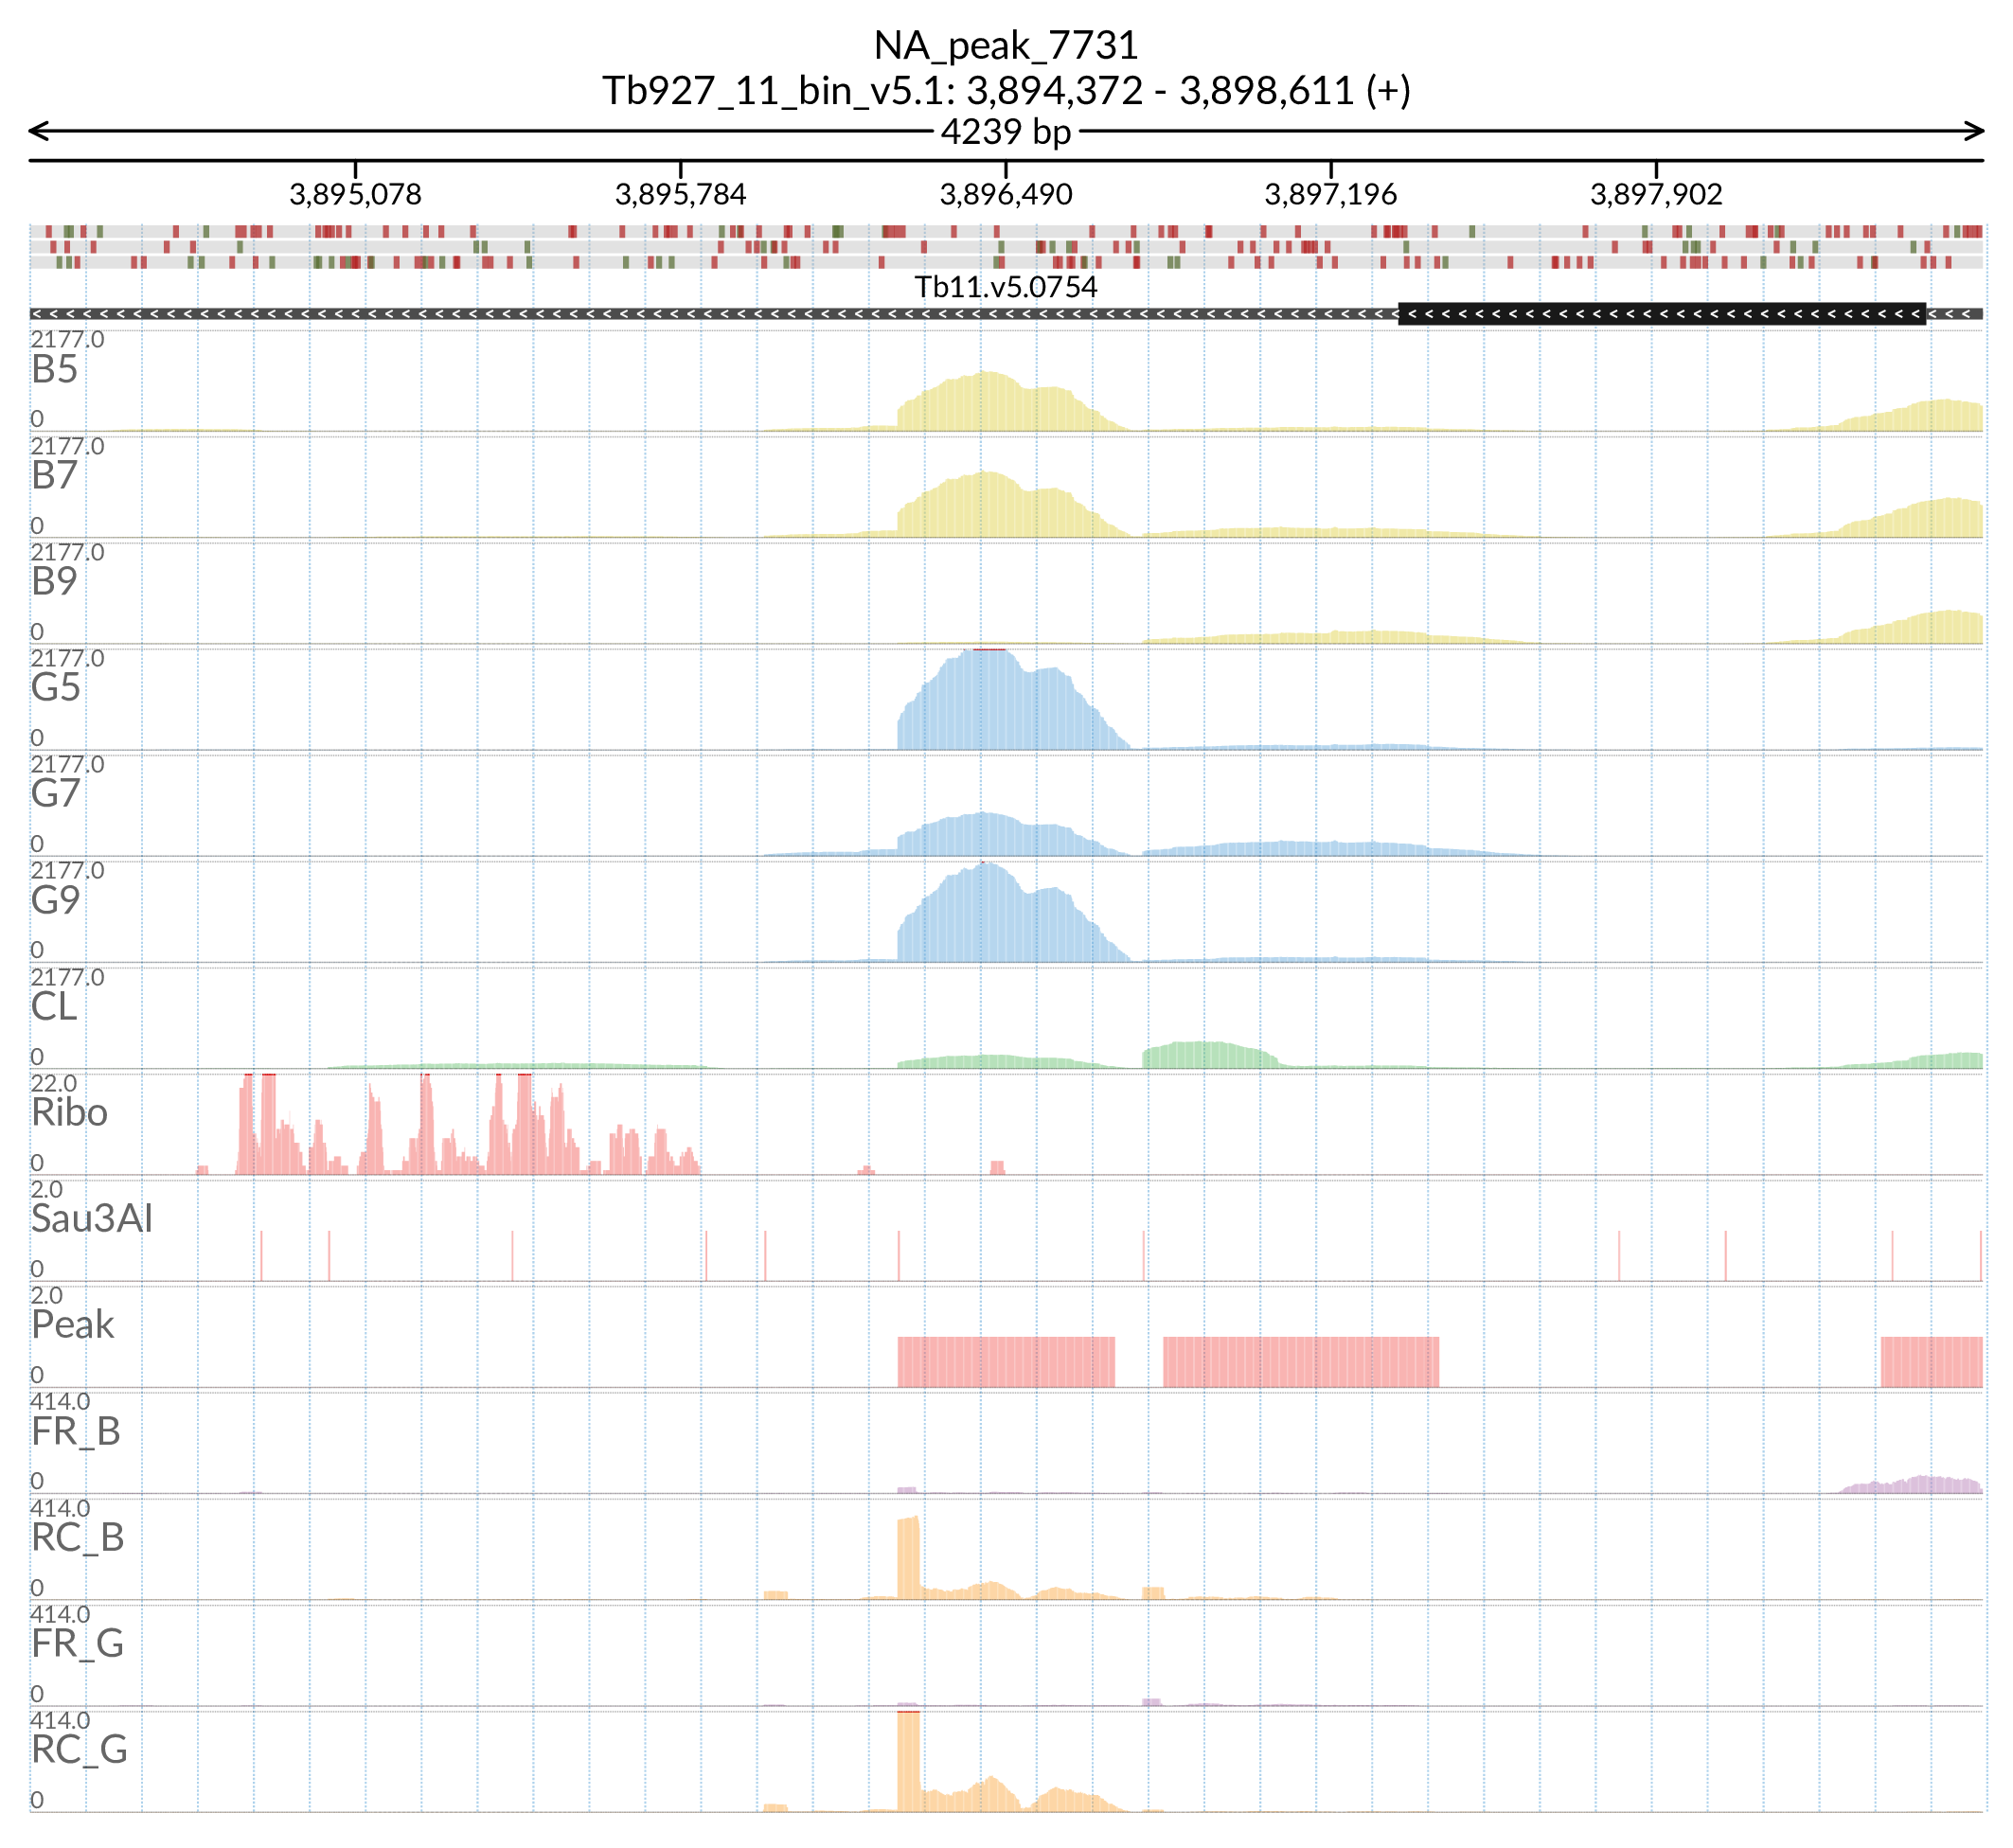 NA_peak_7731
Tb927_11_bin_v5.1: 3,894,372 - 3,898,611 (+)
4239 bp
3,895,078 3,895,784 3,896,490 3,897,196 3,897,902
Tb11.v5.0754
2177.0
B5
0
2177.0
B7
0
2177.0
B9
0
2177.0
G5
0
2177.0
G7
0
2177.0
G9
0
2177.0
CL
0
22.0
Ribo
0
2.0
Sau3AI
0
2.0
Peak
0
414.0
FR_B
0
414.0
RC_B
0
414.0
FR_G
0
414.0
RC_G
0